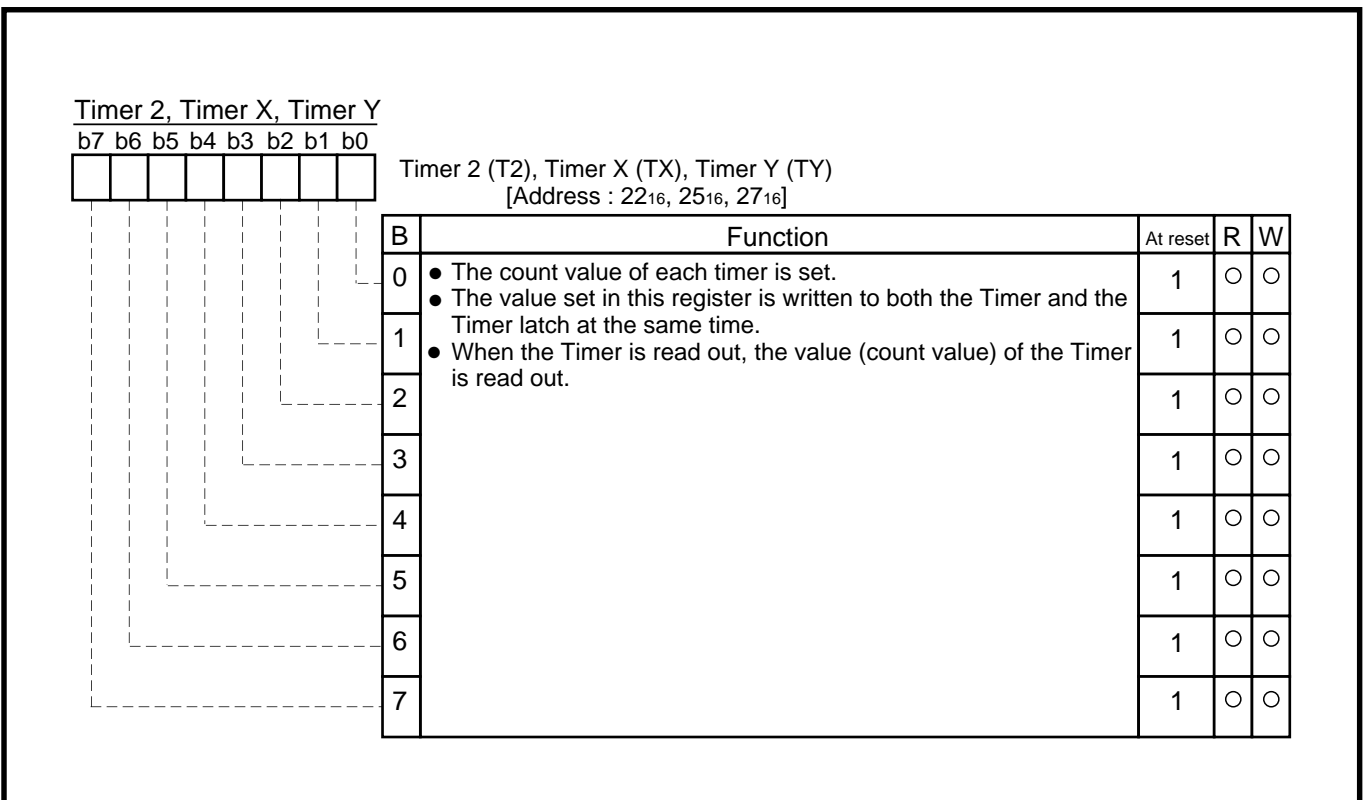 Timer 2, Timer X, Timer Y
b7 b6 b5 b4 b3 b2 b1 b0
Timer 2 (T2), Timer X (TX), Timer Y (TY)
[Address : 22₁₆, 25₁₆, 27₁₆]
B Function At reset R W
0 ● The count value of each timer is set. 1 ○ ○
● The value set in this register is written to both the Timer and the
Timer latch at the same time.
1 1 ○ ○
● When the Timer is read out, the value (count value) of the Timer
is read out.
2 1 ○ ○
3 1 ○ ○
4 1 ○ ○
5 1 ○ ○
6 1 ○ ○
7 1 ○ ○